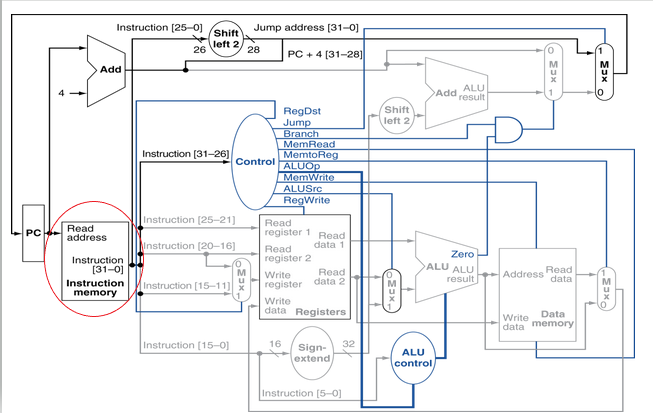 Instruction [25–0]
Shift
left 2
Jump address [31–0]
26
28
PC + 4 [31–28]
Add
4
0
M
u
x
1
1
M
u
x
0
Add
ALU
result
Shift
left 2
RegDst
Jump
Branch
MemRead
MemtoReg
ALUOp
MemWrite
ALUSrc
RegWrite
Control
Instruction [31–26]
PC
Read
address
Instruction
[31–0]
Instruction
memory
Instruction [25–21]
Instruction [20–16]
Instruction [15–11]
0
M
u
x
1
Read
register 1
Read
register 2
Write
register
Write
data
Read
data 1
Read
data 2
Registers
0
M
u
x
1
Zero
ALU
ALU
result
Address
Read
data
Write
data
Data
memory
1
M
u
x
0
Instruction [15–0]
16
Sign-
extend
32
ALU
control
Instruction [5–0]